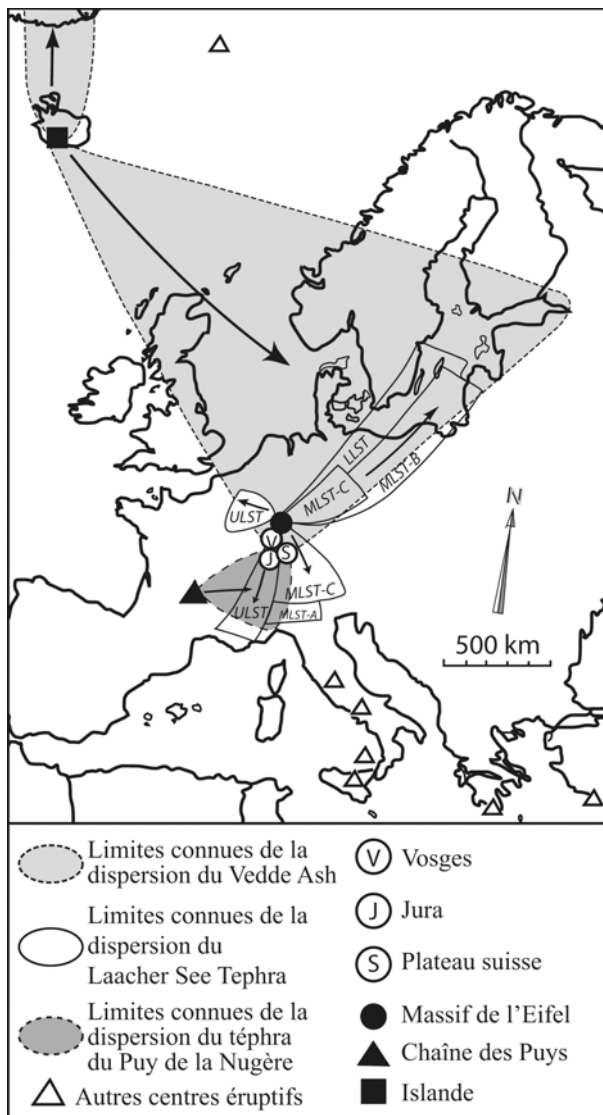 N
LLST
MLST-C
MLST-B
ULST
V
J
S
MLST-C
ULST
MLST-A
500 km
Limites connues de la
dispersion du Vedde Ash
Limites connues de la
dispersion du
Laacher See Tephra
Limites connues de la
dispersion du téphra
du Puy de la Nugère
Autres centres éruptifs
V Vosges
J Jura
S Plateau suisse
Massif de l'Eifel
Chaîne des Puys
Islande